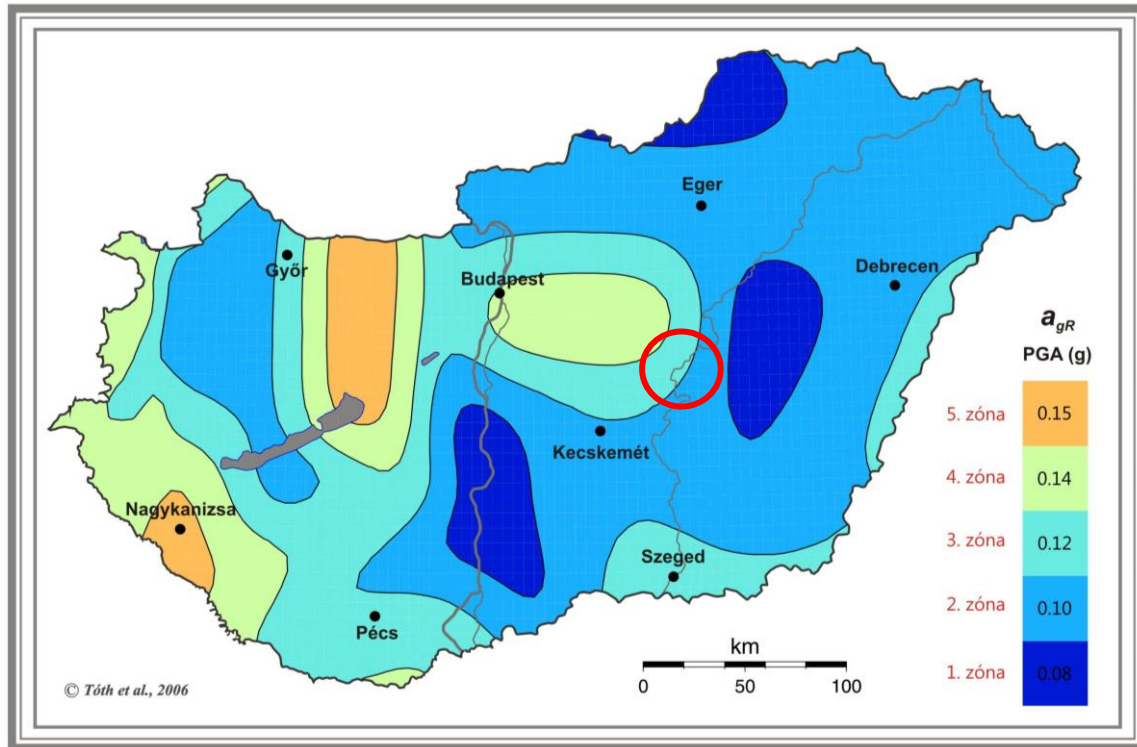 Eger
Győr
Budapest
Debrecen
Kecskemét
Nagykanizsa
Szeged
Pécs
a_gR
PGA (g)
5. zóna 0.15
4. zóna 0.14
3. zóna 0.12
2. zóna 0.10
1. zóna 0.08
km
0 50 100
© Tóth et al., 2006